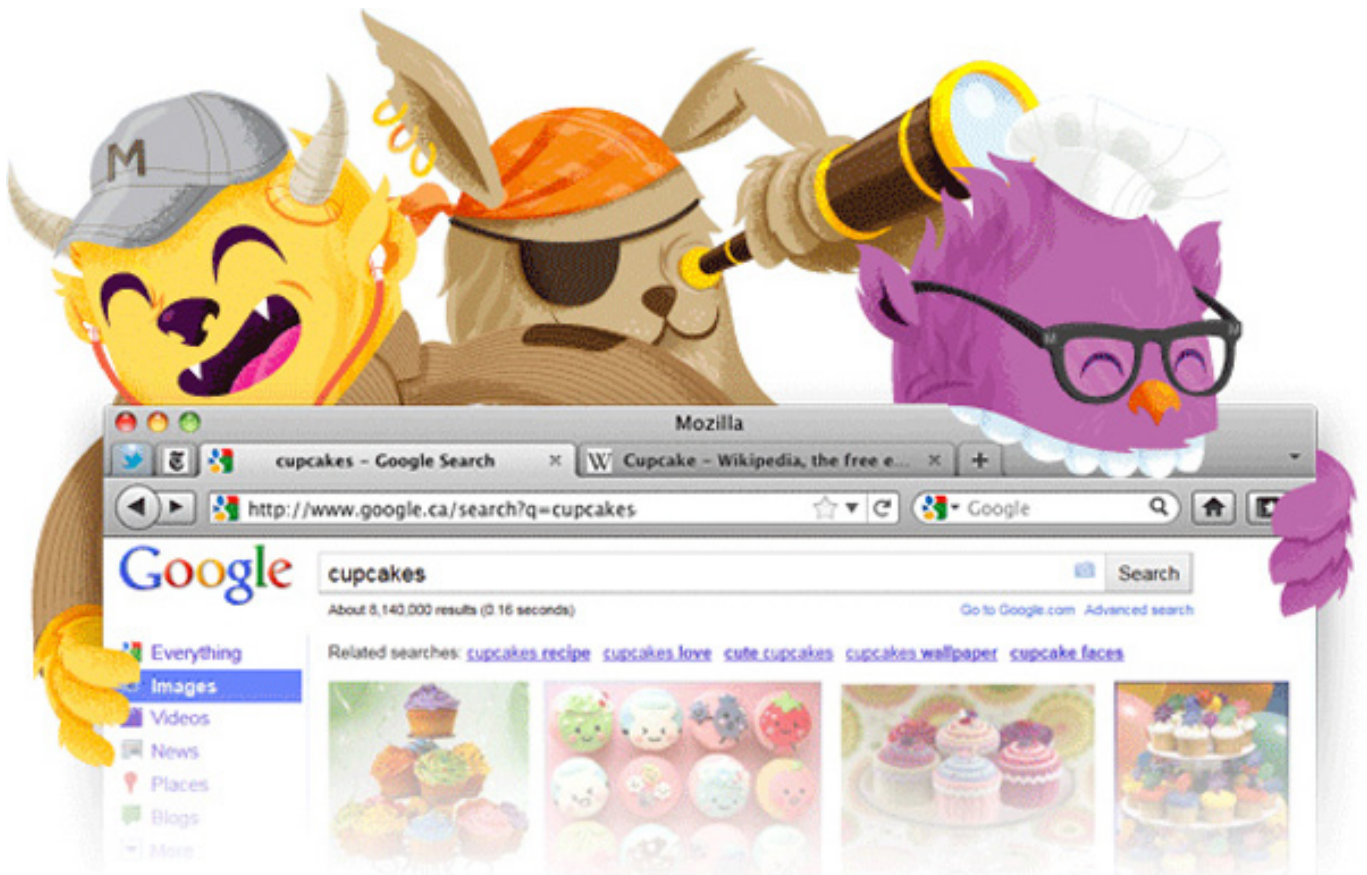 M
M M
Mozilla
cupcakes – Google Search
W Cupcake – Wikipedia, the free e...
http://www.google.ca/search?q=cupcakes
Google
Google
cupcakes
Search
About 8,140,000 results (0.16 seconds)
Go to Google.com Advanced search
Everything
Related searches: cupcakes recipe cupcakes love cute cupcakes cupcakes wallpaper cupcake faces
Images
Videos
News
Places
Blogs
More